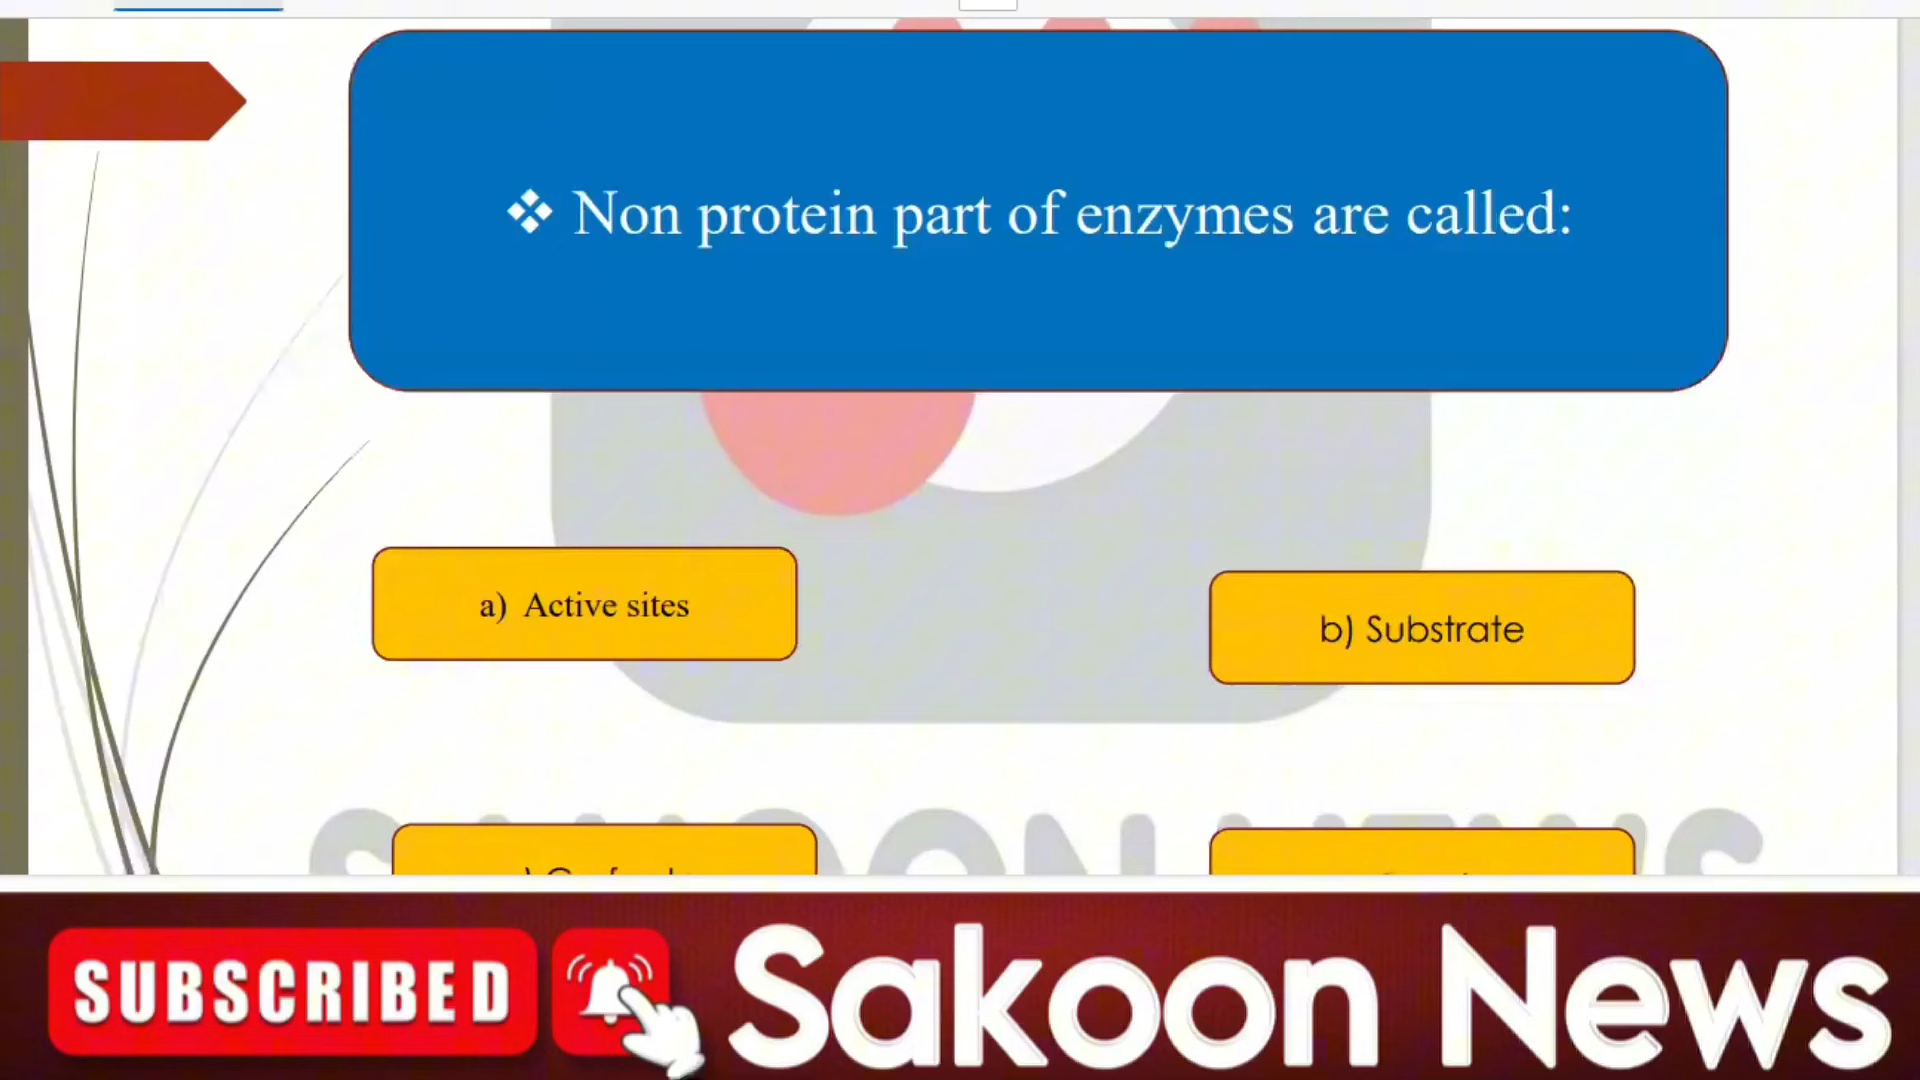 ❖ Non protein part of enzymes are called:
a) Active sites
b) Substrate
SUBSCRIBED
Sakoon News